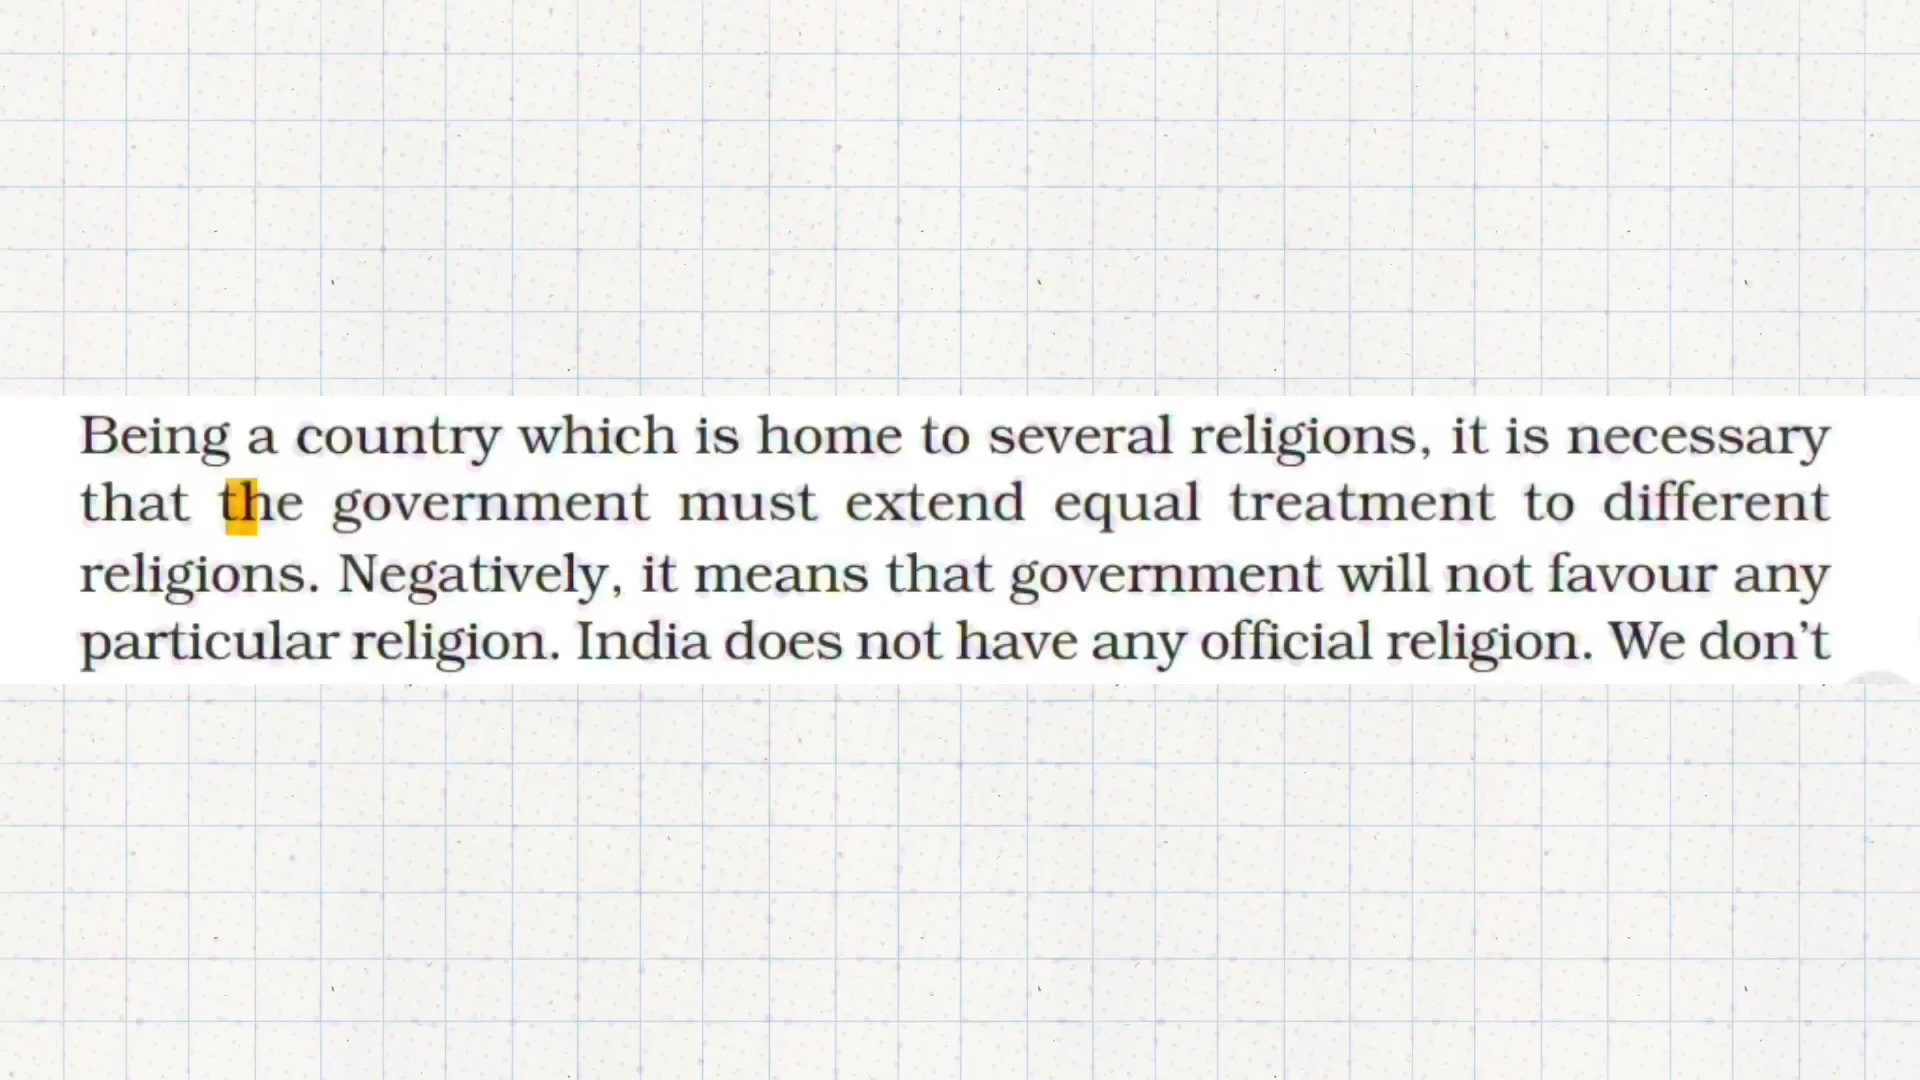 Being a country which is home to several religions, it is necessary
that the government must extend equal treatment to different
religions. Negatively, it means that government will not favour any
particular religion. India does not have any official religion. We don’t